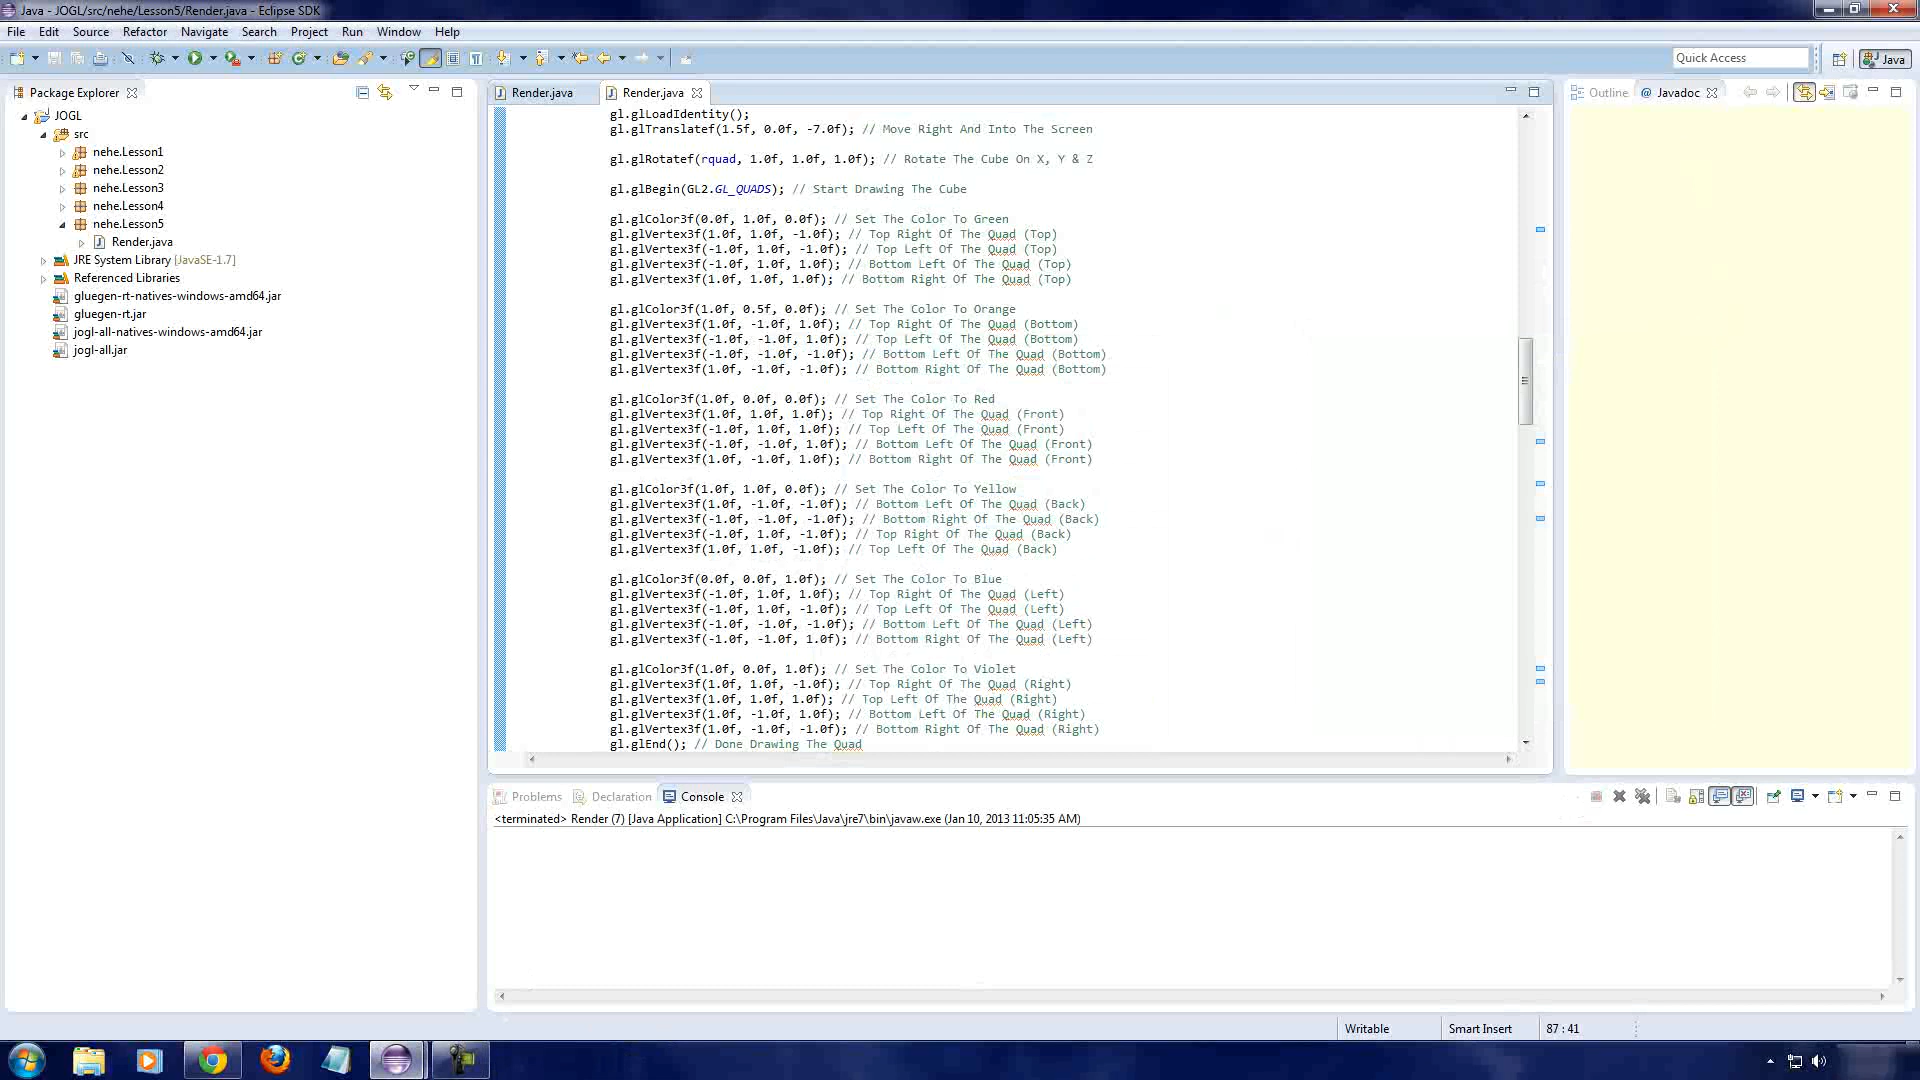 Java - JOGL/src/nehe/Lesson5/Render.java - Eclipse SDK
File Edit Source Refactor Navigate Search Project Run Window Help
Quick Access
Java
Package Explorer
JOGL
src
nehe.Lesson1
nehe.Lesson2
nehe.Lesson3
nehe.Lesson4
nehe.Lesson5
Render.java
JRE System Library [JavaSE-1.7]
Referenced Libraries
gluegen-rt-natives-windows-amd64.jar
gluegen-rt.jar
jogl-all-natives-windows-amd64.jar
jogl-all.jar
Render.java Render.java
gl.glLoadIdentity();
gl.glTranslatef(1.5f, 0.0f, -7.0f); // Move Right And Into The Screen
gl.glRotatef(rquad, 1.0f, 1.0f, 1.0f); // Rotate The Cube On X, Y & Z
gl.glBegin(GL2.GL_QUADS); // Start Drawing The Cube
gl.glColor3f(0.0f, 1.0f, 0.0f); // Set The Color To Green
gl.glVertex3f(1.0f, 1.0f, -1.0f); // Top Right Of The Quad (Top)
gl.glVertex3f(-1.0f, 1.0f, -1.0f); // Top Left Of The Quad (Top)
gl.glVertex3f(-1.0f, 1.0f, 1.0f); // Bottom Left Of The Quad (Top)
gl.glVertex3f(1.0f, 1.0f, 1.0f); // Bottom Right Of The Quad (Top)
gl.glColor3f(1.0f, 0.5f, 0.0f); // Set The Color To Orange
gl.glVertex3f(1.0f, -1.0f, 1.0f); // Top Right Of The Quad (Bottom)
gl.glVertex3f(-1.0f, -1.0f, 1.0f); // Top Left Of The Quad (Bottom)
gl.glVertex3f(-1.0f, -1.0f, -1.0f); // Bottom Left Of The Quad (Bottom)
gl.glVertex3f(1.0f, -1.0f, -1.0f); // Bottom Right Of The Quad (Bottom)
gl.glColor3f(1.0f, 0.0f, 0.0f); // Set The Color To Red
gl.glVertex3f(1.0f, 1.0f, 1.0f); // Top Right Of The Quad (Front)
gl.glVertex3f(-1.0f, 1.0f, 1.0f); // Top Left Of The Quad (Front)
gl.glVertex3f(-1.0f, -1.0f, 1.0f); // Bottom Left Of The Quad (Front)
gl.glVertex3f(1.0f, -1.0f, 1.0f); // Bottom Right Of The Quad (Front)
gl.glColor3f(1.0f, 1.0f, 0.0f); // Set The Color To Yellow
gl.glVertex3f(1.0f, -1.0f, -1.0f); // Bottom Left Of The Quad (Back)
gl.glVertex3f(-1.0f, -1.0f, -1.0f); // Bottom Right Of The Quad (Back)
gl.glVertex3f(-1.0f, 1.0f, -1.0f); // Top Right Of The Quad (Back)
gl.glVertex3f(1.0f, 1.0f, -1.0f); // Top Left Of The Quad (Back)
gl.glColor3f(0.0f, 0.0f, 1.0f); // Set The Color To Blue
gl.glVertex3f(-1.0f, 1.0f, 1.0f); // Top Right Of The Quad (Left)
gl.glVertex3f(-1.0f, 1.0f, -1.0f); // Top Left Of The Quad (Left)
gl.glVertex3f(-1.0f, -1.0f, -1.0f); // Bottom Left Of The Quad (Left)
gl.glVertex3f(-1.0f, -1.0f, 1.0f); // Bottom Right Of The Quad (Left)
gl.glColor3f(1.0f, 0.0f, 1.0f); // Set The Color To Violet
gl.glVertex3f(1.0f, 1.0f, -1.0f); // Top Right Of The Quad (Right)
gl.glVertex3f(1.0f, 1.0f, 1.0f); // Top Left Of The Quad (Right)
gl.glVertex3f(1.0f, -1.0f, 1.0f); // Bottom Left Of The Quad (Right)
gl.glVertex3f(1.0f, -1.0f, -1.0f); // Bottom Right Of The Quad (Right)
gl.glEnd(); // Done Drawing The Quad
Outline @ Javadoc
Problems Declaration Console
<terminated> Render (7) [Java Application] C:\Program Files\Java\jre7\bin\javaw.exe (Jan 10, 2013 11:05:35 AM)
Writable Smart Insert 87 : 41